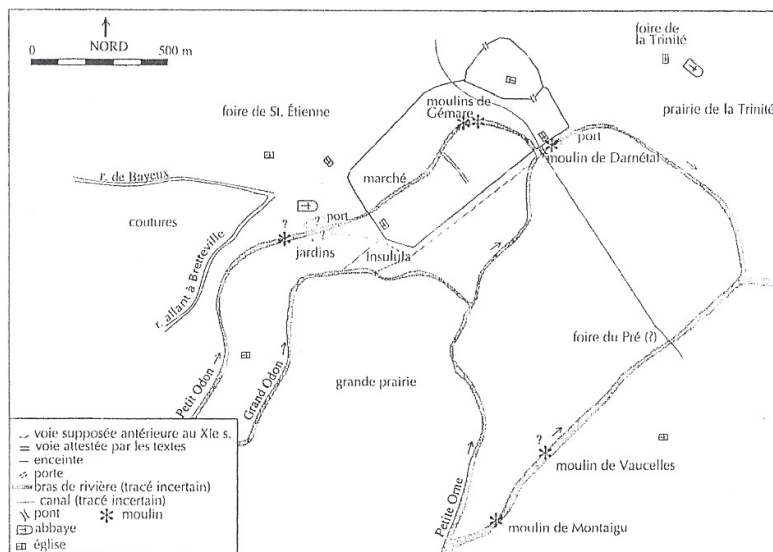 NORD
0 500 m
foire de
la Trinité
prairie de la Trinité
foire de St. Étienne
moulins de
Gémare
port
moulin de Darnétal
r. de Bayeux
marché
coutures
?
port
?
?
jardins
Insulula
r. allant à Bretteville
foire du Pré (?)
grande prairie
Petit Odon
Grand Odon
?
moulin de Vaucelles
Petite Orne
moulin de Montaigu
voie supposée antérieure au XIe s.
voie attestée par les textes
enceinte
porte
bras de rivière (tracé incertain)
canal (tracé incertain)
pont moulin
abbaye
église